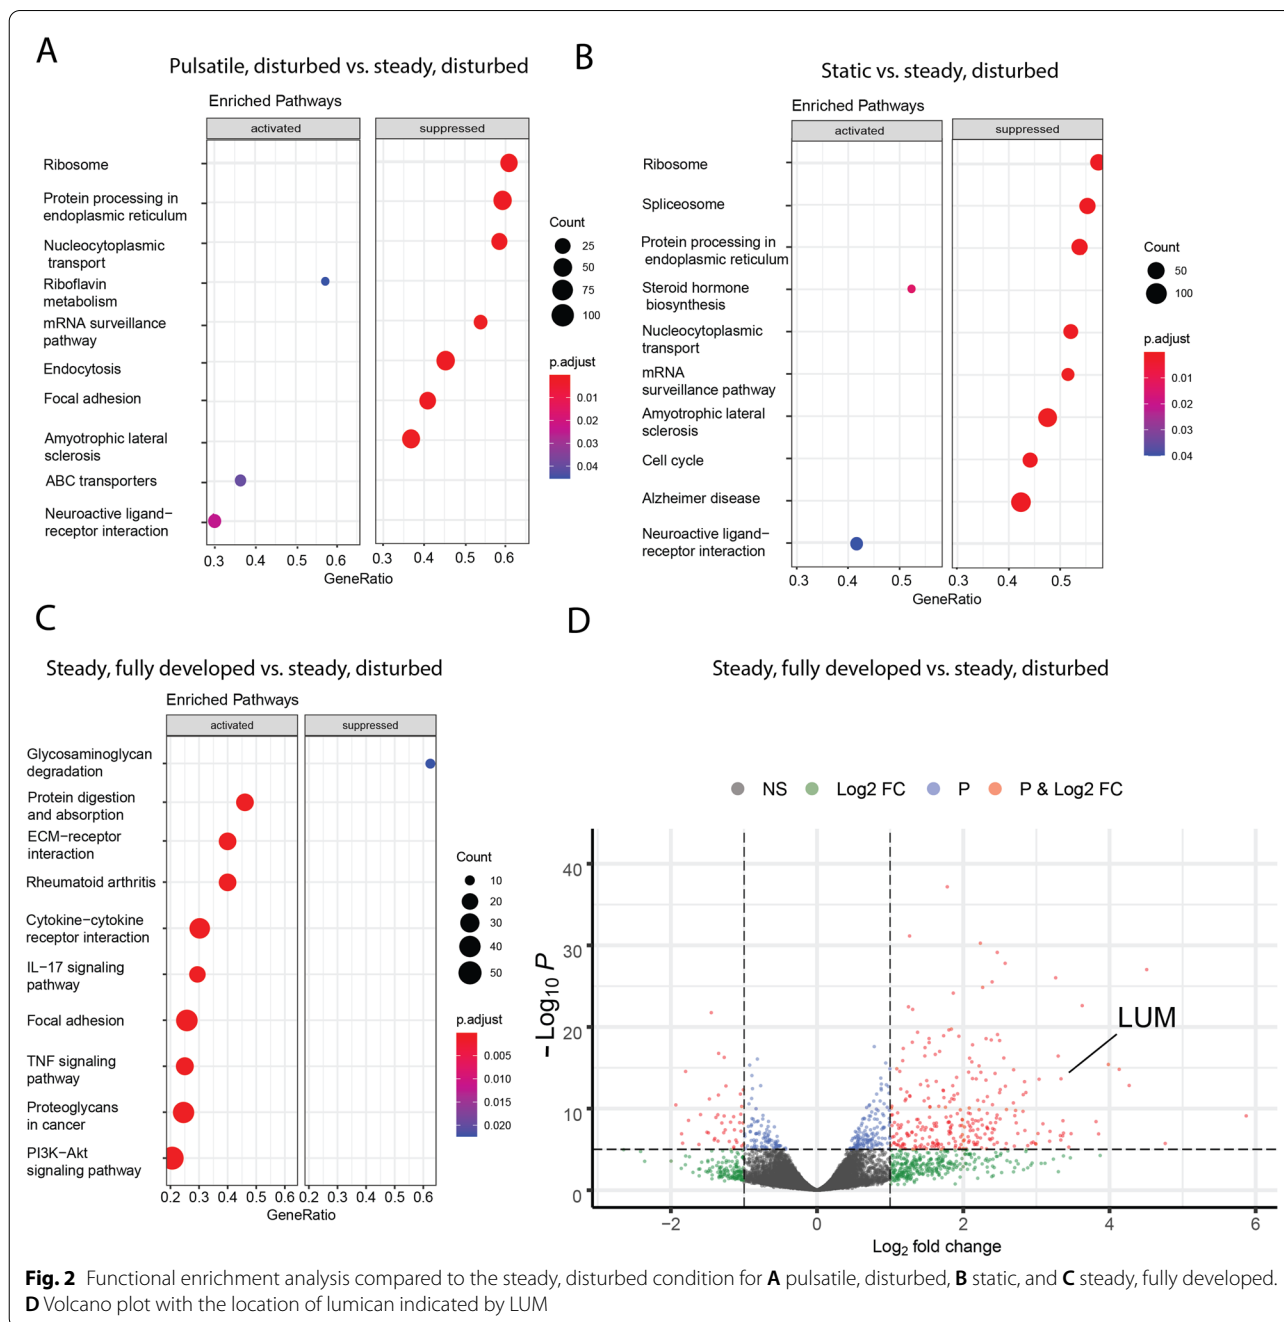 A
Pulsatile, disturbed vs. steady, disturbed
Enriched Pathways
activated
suppressed
Ribosome
Protein processing in
endoplasmic reticulum
Nucleocytoplasmic
transport
Riboflavin
metabolism
mRNA surveillance
pathway
Endocytosis
Focal adhesion
Amyotrophic lateral
sclerosis
ABC transporters
Neuroactive ligand−
receptor interaction
0.3 0.4 0.5 0.6
0.3 0.4 0.5 0.6
GeneRatio
Count
25
50
75
100
p.adjust
0.01
0.02
0.03
0.04
B
Static vs. steady, disturbed
Enriched Pathways
activated
suppressed
Ribosome
Spliceosome
Protein processing in
endoplasmic reticulum
Steroid hormone
biosynthesis
Nucleocytoplasmic
transport
mRNA
surveillance pathway
Amyotrophic lateral
sclerosis
Cell cycle
Alzheimer disease
Neuroactive ligand−
receptor interaction
0.3 0.4 0.5
0.3 0.4 0.5
GeneRatio
Count
50
100
p.adjust
0.01
0.02
0.03
0.04
C
Steady, fully developed vs. steady, disturbed
Enriched Pathways
activated
suppressed
Glycosaminoglycan
degradation
Protein digestion
and absorption
ECM−receptor
interaction
Rheumatoid arthritis
Cytokine−cytokine
receptor interaction
IL−17 signaling
pathway
Focal adhesion
TNF signaling
pathway
Proteoglycans
in cancer
PI3K−Akt
signaling pathway
0.2 0.3 0.4 0.5 0.6
0.2 0.3 0.4 0.5 0.6
GeneRatio
Count
10
20
30
40
50
p.adjust
0.005
0.010
0.015
0.020
D
Steady, fully developed vs. steady, disturbed
NS Log2 FC P P & Log2 FC
− Log₁₀ P
40
30
20
10
0
LUM
−2 0 2 4 6
Log₂ fold change
Fig. 2 Functional enrichment analysis compared to the steady, disturbed condition for A pulsatile, disturbed, B static, and C steady, fully developed.
D Volcano plot with the location of lumican indicated by LUM